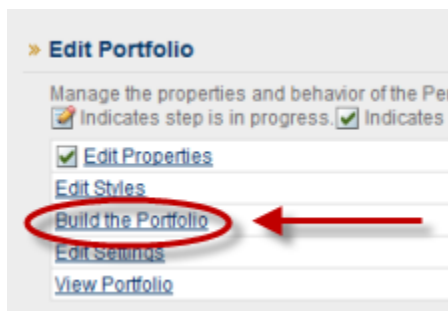 » Edit Portfolio
Manage the properties and behavior of the
Indicates step is in progress. Indicates
Edit Properties
Edit Styles
Build the Portfolio
Edit Settings
View Portfolio